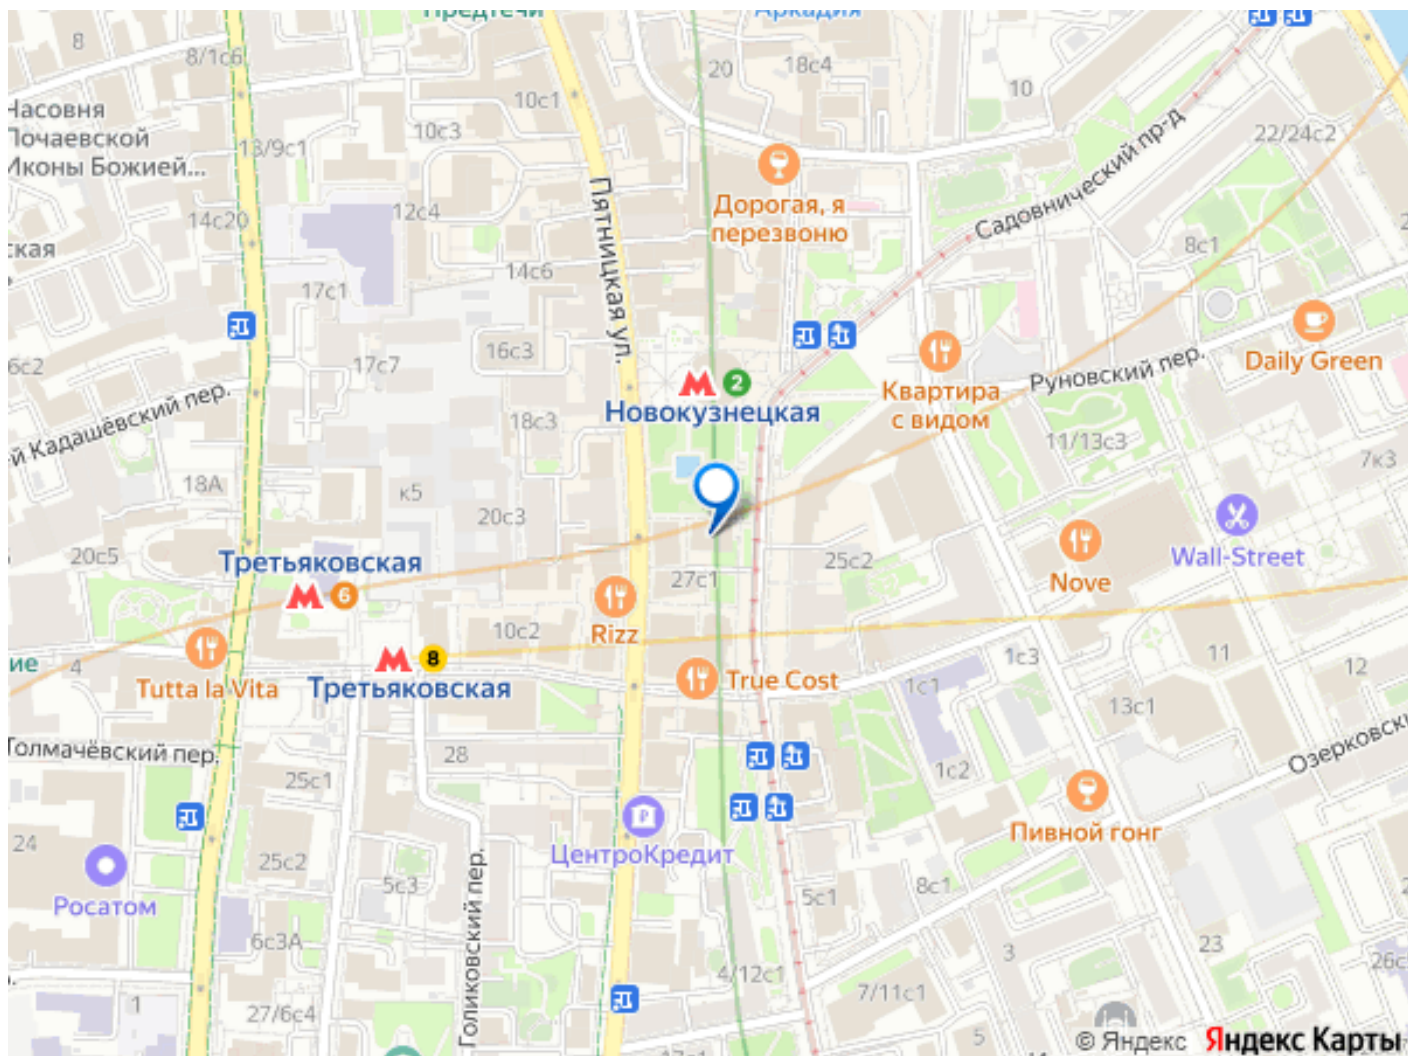 Предтечи
Аркадия
8
8/1с6
20
18с4
10
10с1
Часовня
Почаевской
Иконы Божией...
10с3
13/9с1
22/24с2
Садовнический пр-д
Пятницкая ул.
Дорогая, я
перезвоню
14с20
12с4
ская
8с1
14с6
17с1
6с2
17с7
16с3
Daily Green
Руновский пер.
Квартира
с видом
М 2
Новокузнецкая
й Кадашёвский пер.
18с3
11/13с3
7к3
18А
к5
20с3
20с5
Третьяковская
М 6
27с1
25с2
Nove
Wall-Street
Rizz
10с2
М 8
Третьяковская
ие
4
Tutta la Vita
True Cost
1с3
11
12
1с1
13с1
Толмачёвский пер.
28
25с1
1с2
Озерковски
24
ЦентроКредит
Пивной гонг
25с2
5с3
8с1
5с1
Росатом
Голиковский пер.
6с3А
3
23
26с
4/12с1
7/11с1
1
27/6с4
5
17с1
© Яндекс Яндекс Карты